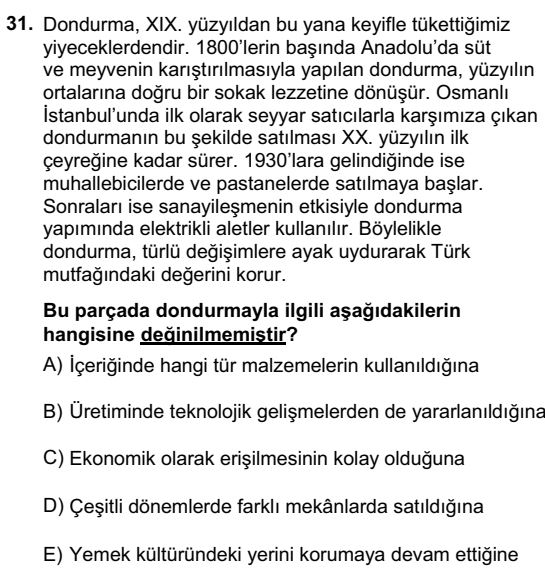 31. Dondurma, XIX. yüzyıldan bu yana keyifle tükettiğimiz
yiyeceklerdendir. 1800’lerin başında Anadolu’da süt
ve meyvenin karıştırılmasıyla yapılan dondurma, yüzyılın
ortalarına doğru bir sokak lezzetine dönüşür. Osmanlı
İstanbul’unda ilk olarak seyyar satıcılarla karşımıza çıkan
dondurmanın bu şekilde satılması XX. yüzyılın ilk
çeyreğine kadar sürer. 1930’lara gelindiğinde ise
muhallebicilerde ve pastanelerde satılmaya başlar.
Sonraları ise sanayileşmenin etkisiyle dondurma
yapımında elektrikli aletler kullanılır. Böylelikle
dondurma, türlü değişimlere ayak uydurarak Türk
mutfağındaki değerini korur.
Bu parçada dondurmayla ilgili aşağıdakilerin
hangisine değinilmemiştir?
A) İçeriğinde hangi tür malzemelerin kullanıldığına
B) Üretiminde teknolojik gelişmelerden de yararlanıldığına
C) Ekonomik olarak erişilmesinin kolay olduğuna
D) Çeşitli dönemlerde farklı mekânlarda satıldığına
E) Yemek kültüründeki yerini korumaya devam ettiğine